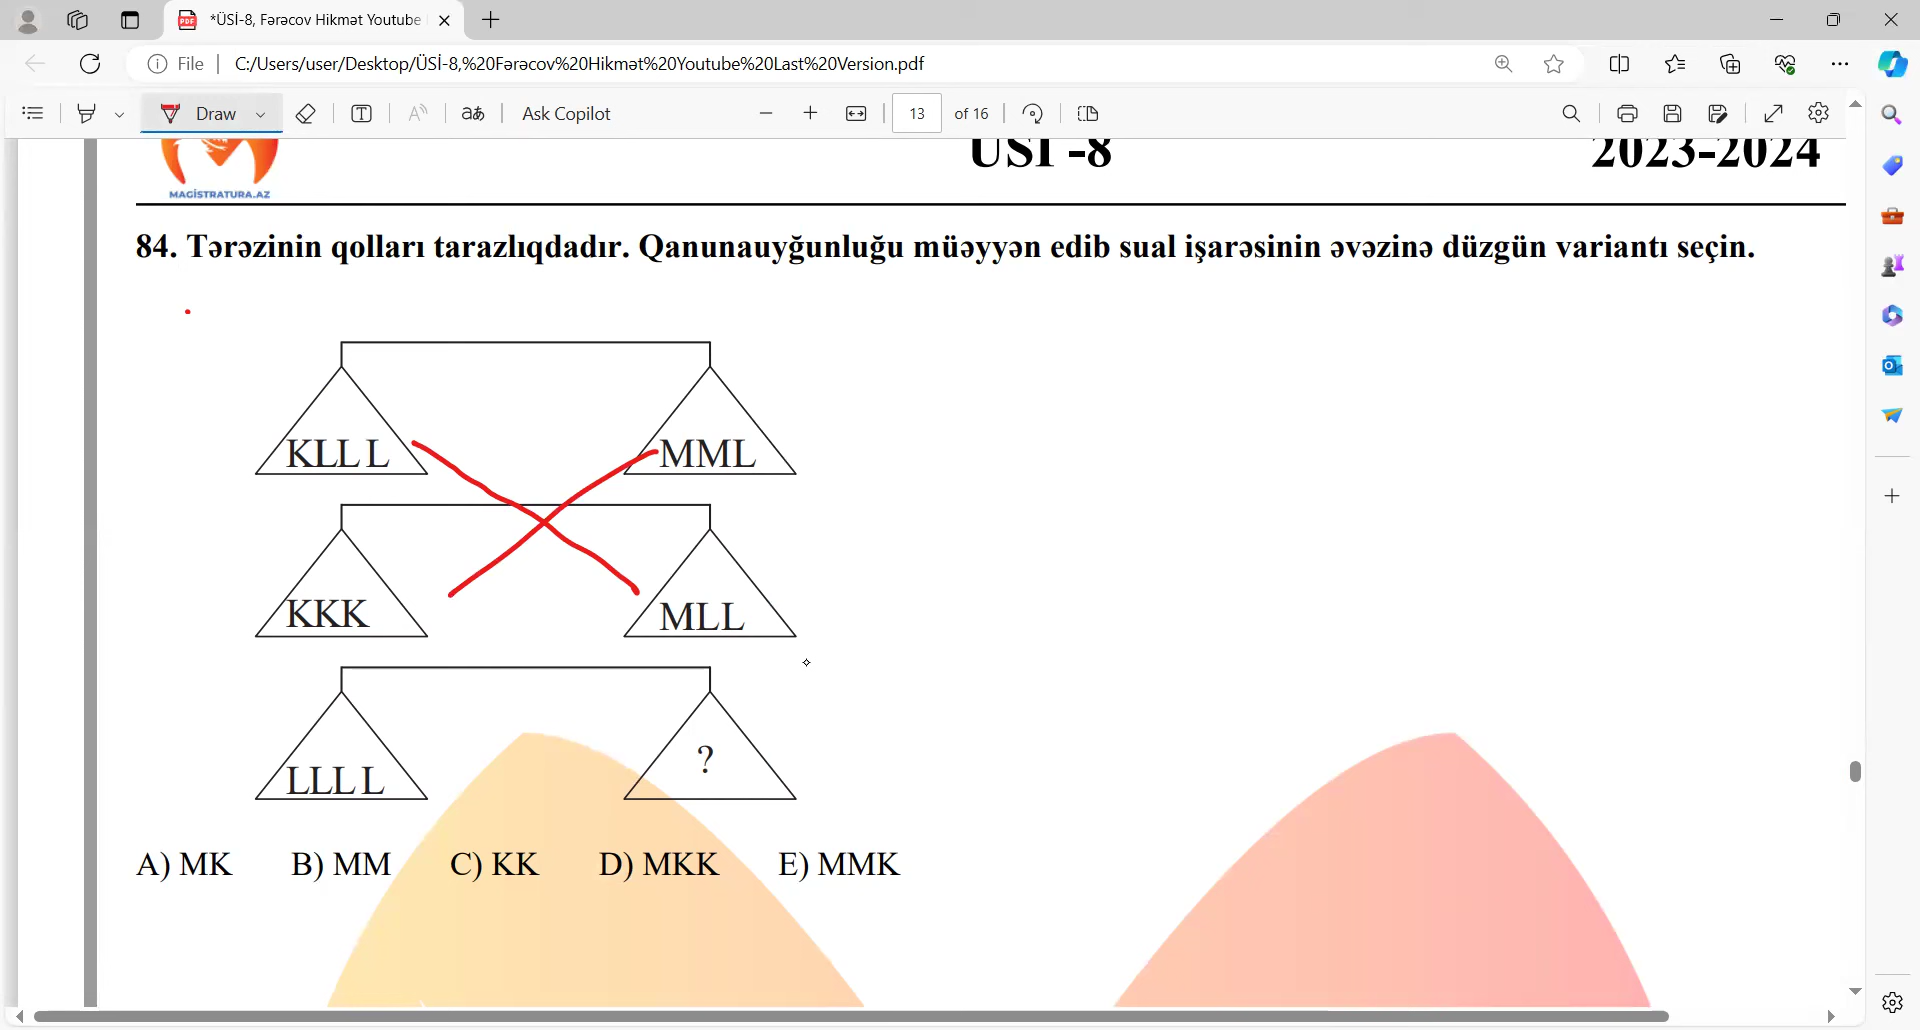 *ÜSİ-8, Fərəcov Hikmət Youtube
File
C:/Users/user/Desktop/ÜSİ-8,%20Fərəcov%20Hikmət%20Youtube%20Last%20Version.pdf
Draw
Ask Copilot
13 of 16
MAGİSTRATURA.AZ
ÜSİ -8
2023-2024
84. Tərəzinin qolları tarazlıqdadır. Qanunauyğunluğu müəyyən edib sual işarəsinin əvəzinə düzgün variantı seçin.
KLLL MML
KKK MLL
LLLL ?
A) MK B) MM C) KK D) MKK E) MMK